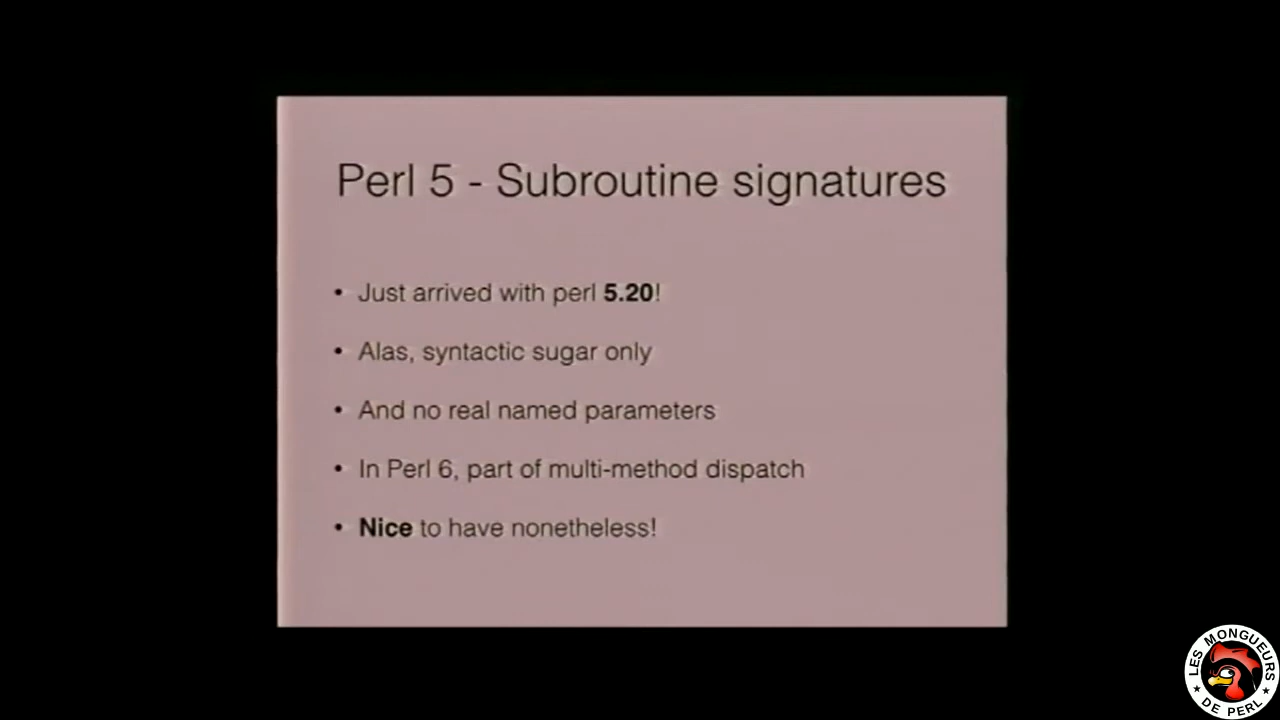 Perl 5 - Subroutine signatures
• Just arrived with perl 5.20!
• Alas, syntactic sugar only
• And no real named parameters
• In Perl 6, part of multi-method dispatch
• Nice to have nonetheless!
LES MONGUEURS
★ DE PERL ★